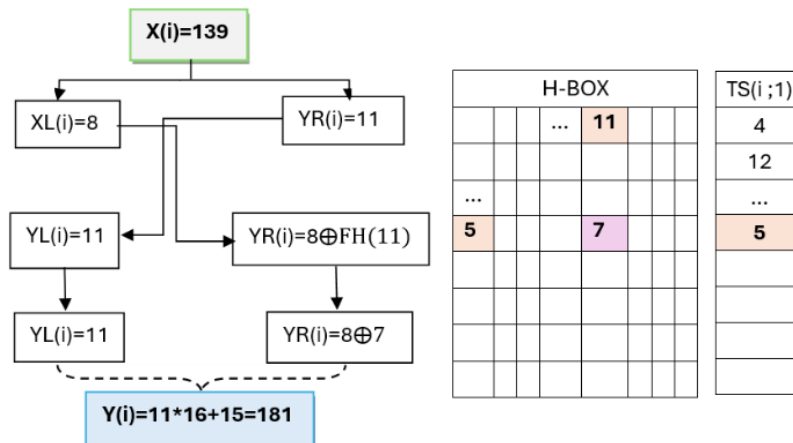 X(i)=139
XL(i)=8
YR(i)=11
YL(i)=11
YR(i)=8⊕FH(11)
YL(i)=11
YR(i)=8⊕7
Y(i)=11*16+15=181
H-BOX
... 11
...
5 7
TS(i ;1)
4
12
...
5